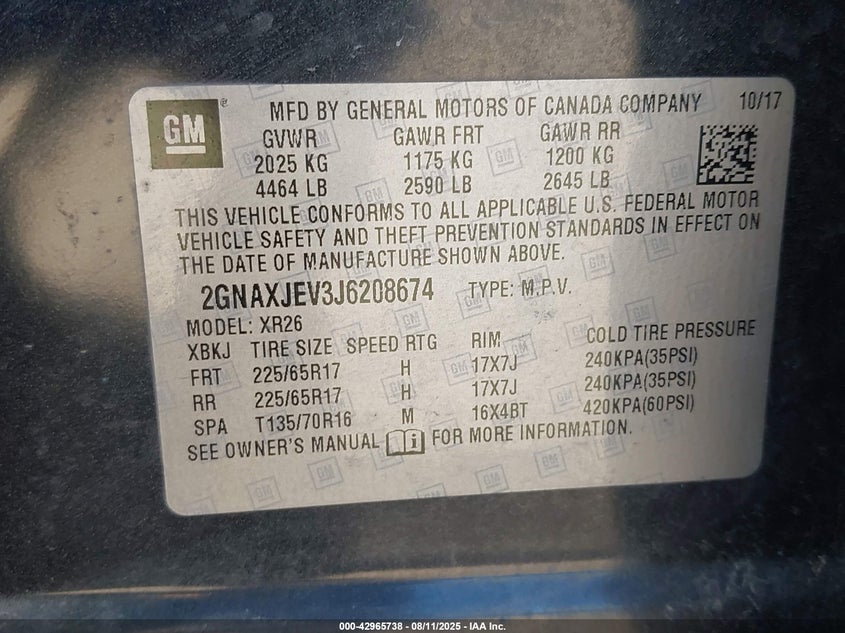 GM ® MFD BY GENERAL MOTORS OF CANADA COMPANY 10/17
GVWR GAWR FRT GAWR RR
2025 KG 1175 KG 1200 KG
4464 LB 2590 LB 2645 LB
THIS VEHICLE CONFORMS TO ALL APPLICABLE U.S. FEDERAL MOTOR
VEHICLE SAFETY AND THEFT PREVENTION STANDARDS IN EFFECT ON
THE DATE OF MANUFACTURE SHOWN ABOVE.
2GNAXJEV3J6208674 TYPE: M.P.V.
MODEL: XR26
XBKJ TIRE SIZE SPEED RTG RIM COLD TIRE PRESSURE
FRT 225/65R17 H 17X7J 240KPA(35PSI)
RR 225/65R17 H 17X7J 240KPA(35PSI)
SPA T135/70R16 M 16X4BT 420KPA(60PSI)
SEE OWNER'S MANUAL FOR MORE INFORMATION.
000-42965738 - 08/11/2025 - IAA Inc.